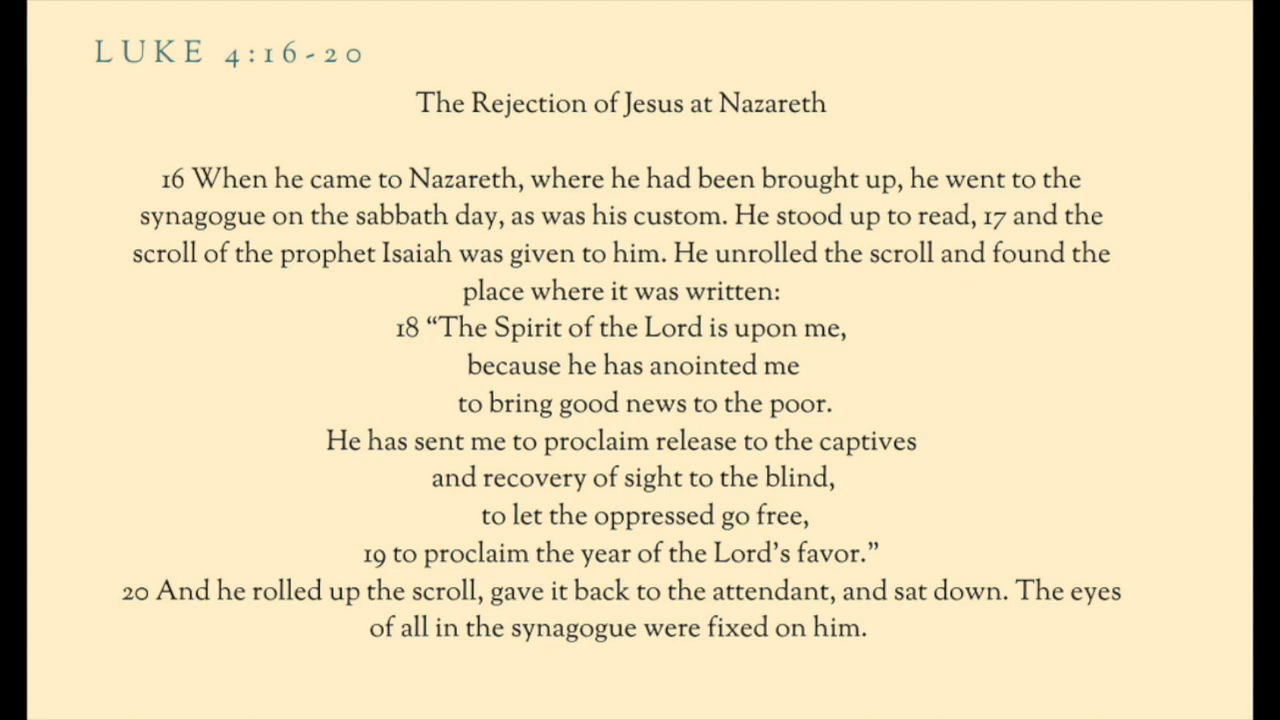 LUKE 4:16-20
The Rejection of Jesus at Nazareth
16 When he came to Nazareth, where he had been brought up, he went to the
synagogue on the sabbath day, as was his custom. He stood up to read, 17 and the
scroll of the prophet Isaiah was given to him. He unrolled the scroll and found the
place where it was written:
18 “The Spirit of the Lord is upon me,
because he has anointed me
to bring good news to the poor.
He has sent me to proclaim release to the captives
and recovery of sight to the blind,
to let the oppressed go free,
19 to proclaim the year of the Lord’s favor.”
20 And he rolled up the scroll, gave it back to the attendant, and sat down. The eyes
of all in the synagogue were fixed on him.